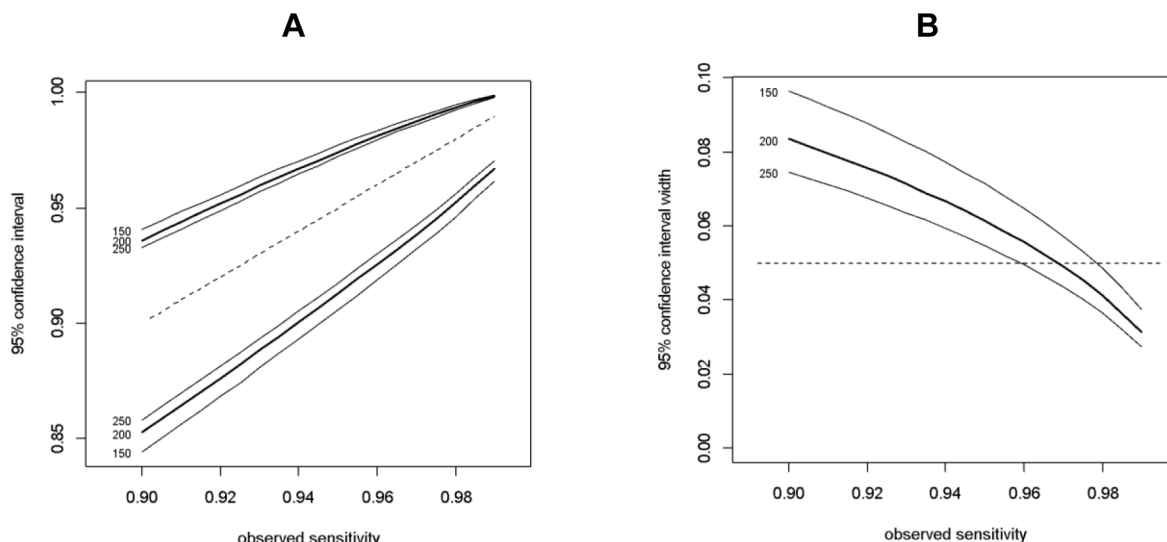 A
B
95% confidence interval
1.00
0.95
0.90
0.85
150
200
250
250
200
150
0.90 0.92 0.94 0.96 0.98
observed sensitivity
95% confidence interval width
0.10
0.08
0.06
0.04
0.02
0.00
150
200
250
0.90 0.92 0.94 0.96 0.98
observed sensitivity